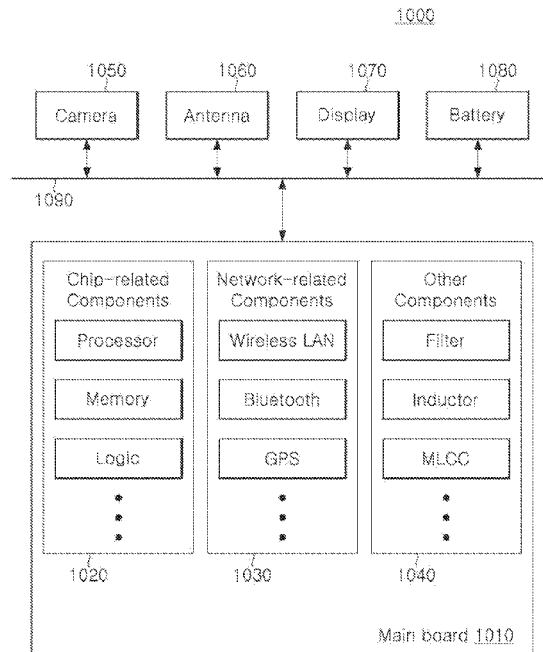 1000
1050 1060 1070 1080
Camera Antenna Display Battery
1090
Chip-related Components
Network-related Components
Other Components
Processor Wireless LAN Filter
Memory Bluetooth Inductor
Logic GPS MLCC
1020 1030 1040
Main board 1010